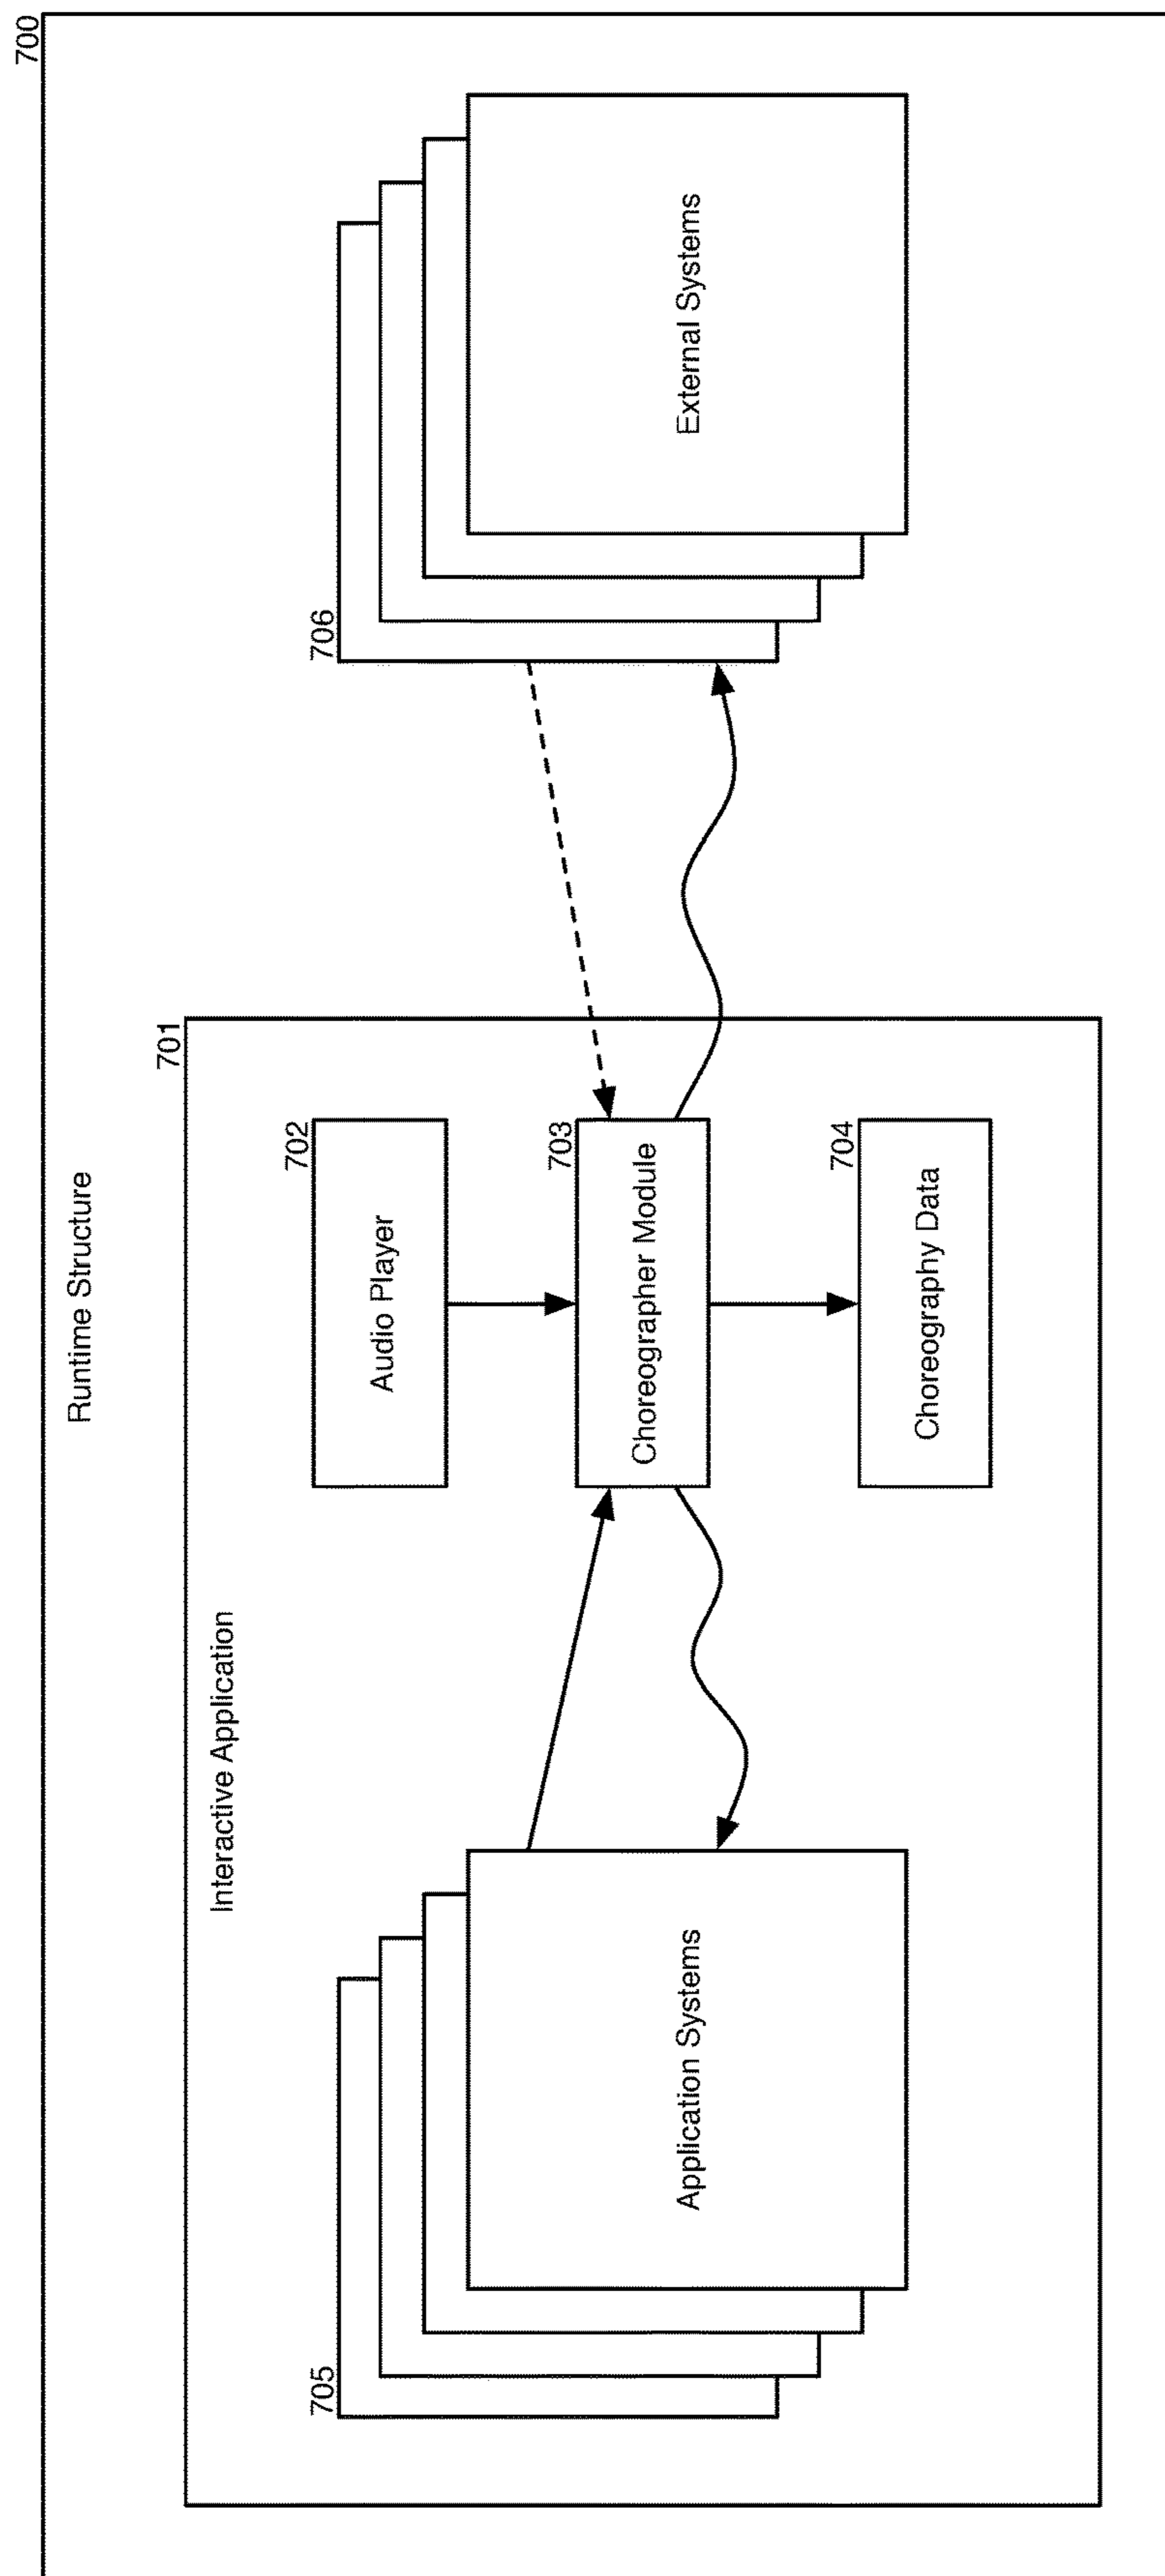 700
Runtime Structure
701
Interactive Application
702
Audio Player
703
Choreographer Module
704
Choreography Data
705
Application Systems
706
External Systems